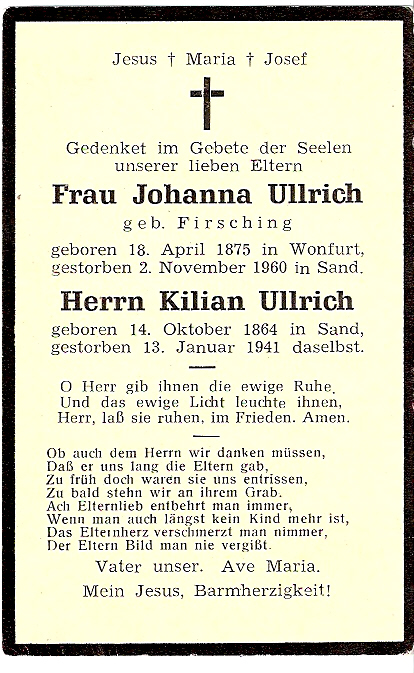 Jesus † Maria † Josef
Gedenket im Gebete der Seelen
unserer lieben Eltern
Frau Johanna Ullrich
geb. Firsching
geboren 18. April 1875 in Wonfurt,
gestorben 2. November 1960 in Sand.
Herrn Kilian Ullrich
geboren 14. Oktober 1864 in Sand,
gestorben 13. Januar 1941 daselbst.
O Herr gib ihnen die ewige Ruhe,
Und das ewige Licht leuchte ihnen,
Herr, laß sie ruhen, im Frieden. Amen.
Ob auch dem Herrn wir danken müssen,
Daß er uns lang die Eltern gab,
Zu früh doch waren sie uns entrissen,
Zu bald stehn wir an ihrem Grab.
Ach Elternlieb entbehrt man immer,
Wenn man auch längst kein Kind mehr ist,
Das Elternherz verschmerzt man nimmer,
Der Eltern Bild man nie vergißt.
Vater unser. Ave Maria.
Mein Jesus, Barmherzigkeit!